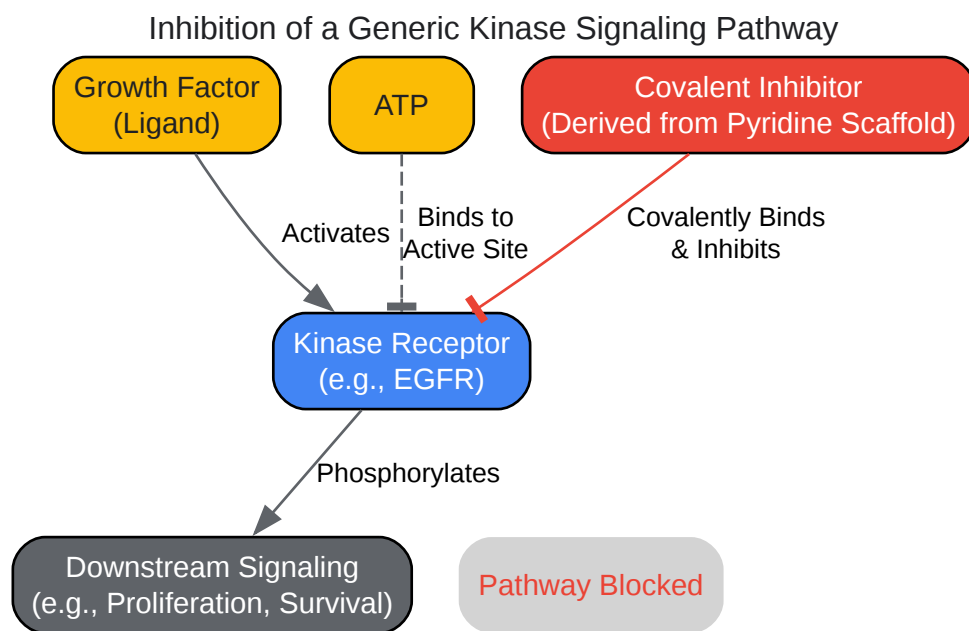 Inhibition of a Generic Kinase Signaling Pathway
Growth Factor
(Ligand)
ATP
Covalent Inhibitor
(Derived from Pyridine Scaffold)
Activates
Binds to
Active Site
Covalently Binds
& Inhibits
Kinase Receptor
(e.g., EGFR)
Phosphorylates
Downstream Signaling
(e.g., Proliferation, Survival)
Pathway Blocked